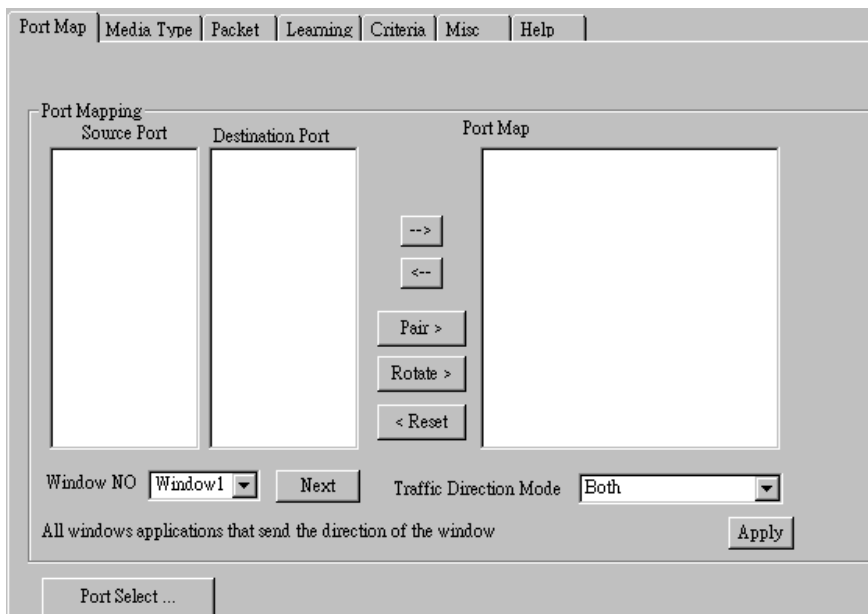 Port Map Media Type Packet Learning Criteria Misc Help
Port Mapping
Source Port Destination Port Port Map
-->
<--
Pair >
Rotate >
< Reset
Window NO Window1 Next Traffic Direction Mode Both
All windows applications that send the direction of the window Apply
Port Select ...